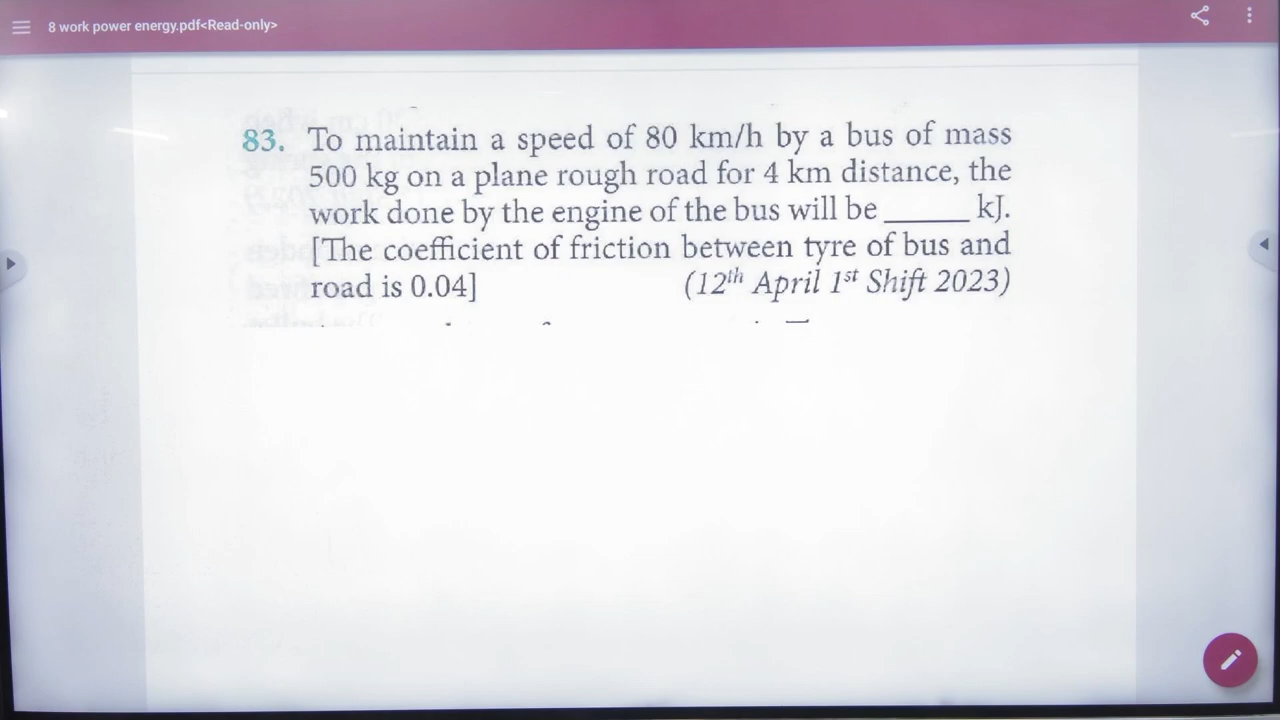 8 work power energy.pdf<Read-only>
83. To maintain a speed of 80 km/h by a bus of mass
500 kg on a plane rough road for 4 km distance, the
work done by the engine of the bus will be ______ kJ.
[The coefficient of friction between tyre of bus and
road is 0.04] (12th April 1st Shift 2023)